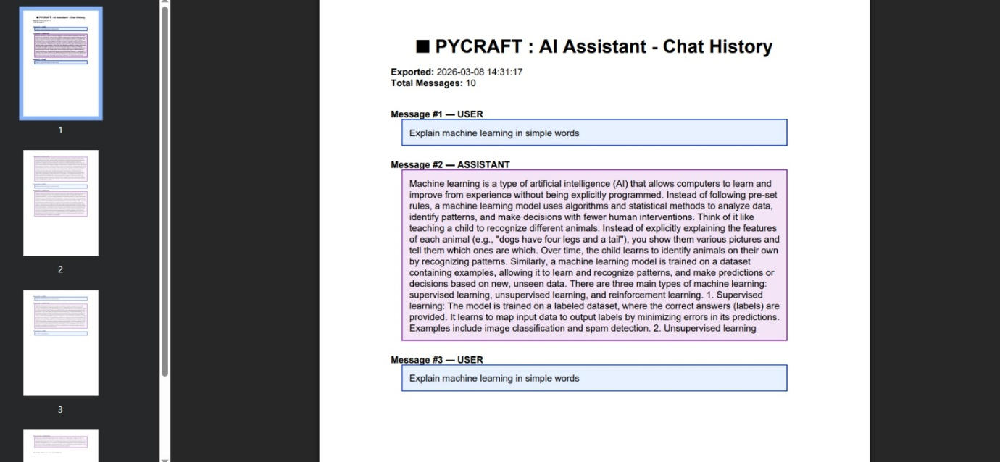 ■ PYCRAFT : AI Assistant - Chat History
Exported: 2026-03-08 14:31:17
Total Messages: 10
Message #1 — USER
Explain machine learning in simple words
Message #2 — ASSISTANT
Machine learning is a type of artificial intelligence (AI) that allows computers to learn and
improve from experience without being explicitly programmed. Instead of following pre-set
rules, a machine learning model uses algorithms and statistical methods to analyze data,
identify patterns, and make decisions with fewer human interventions. Think of it like
teaching a child to recognize different animals. Instead of explicitly explaining the features
of each animal (e.g., "dogs have four legs and a tail"), you show them various pictures and
tell them which ones are which. Over time, the child learns to identify animals on their own
by recognizing patterns. Similarly, a machine learning model is trained on a dataset
containing examples, allowing it to learn and recognize patterns, and make predictions or
decisions based on new, unseen data. There are three main types of machine learning:
supervised learning, unsupervised learning, and reinforcement learning. 1. Supervised
learning: The model is trained on a labeled dataset, where the correct answers (labels) are
provided. It learns to map input data to output labels by minimizing errors in its predictions.
Examples include image classification and spam detection. 2. Unsupervised learning
Message #3 — USER
Explain machine learning in simple words
1
2
3